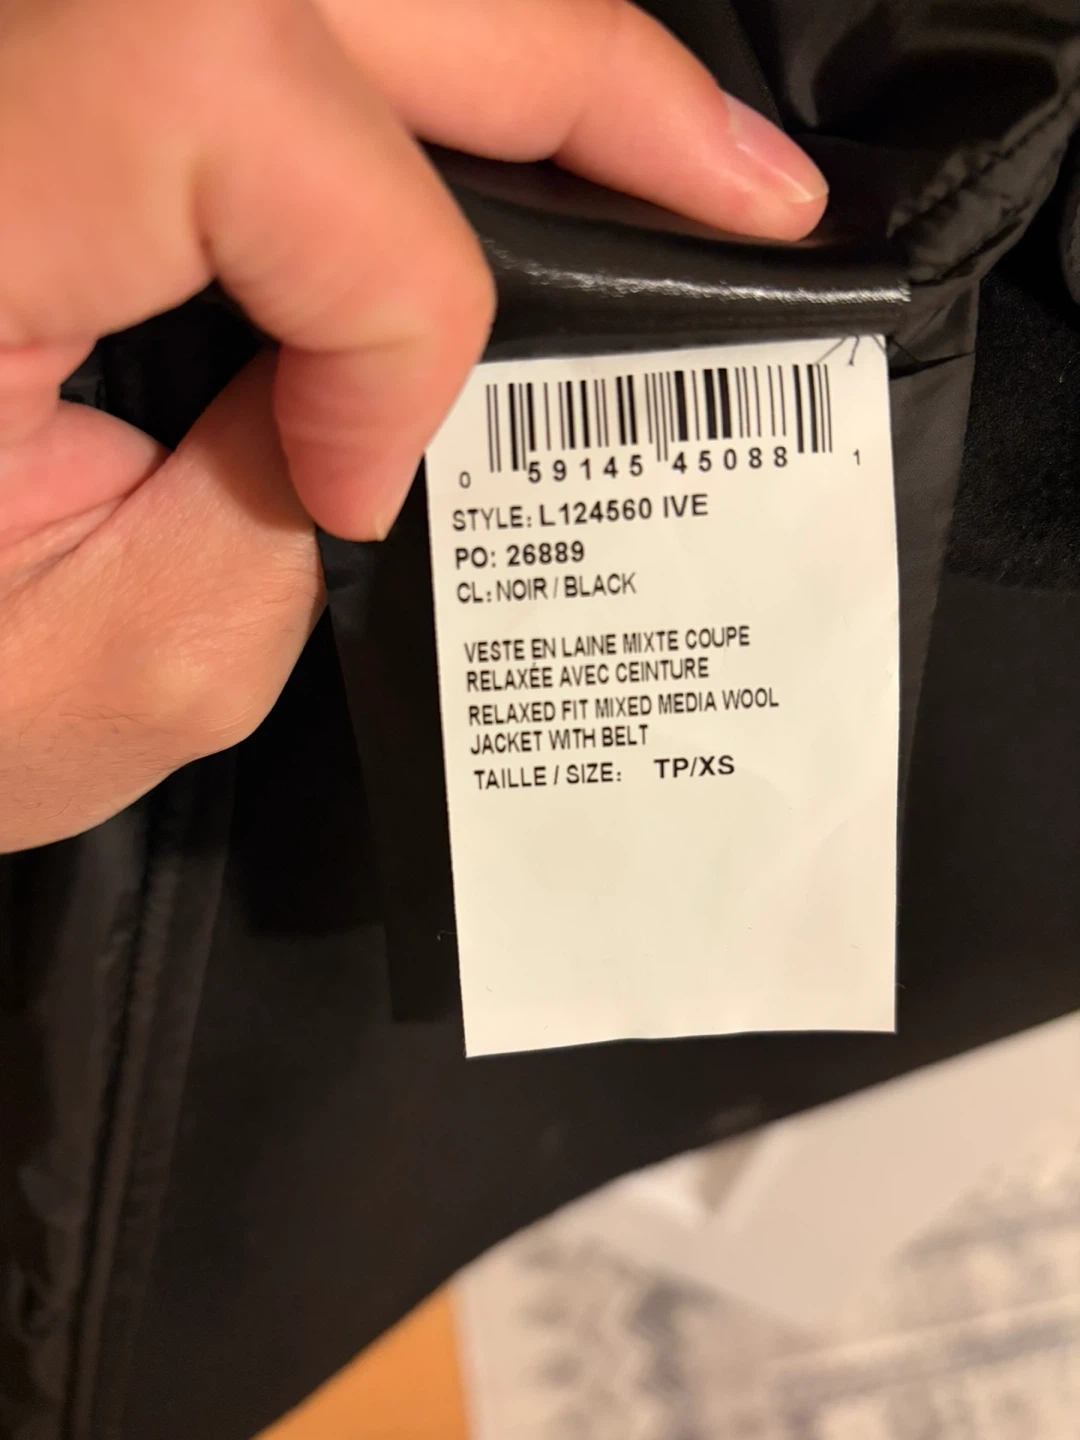 0 59145 45088 1
STYLE: L124560 IVE
PO: 26889
CL: NOIR / BLACK
VESTE EN LAINE MIXTE COUPE
RELAXÉE AVEC CEINTURE
RELAXED FIT MIXED MEDIA WOOL
JACKET WITH BELT
TAILLE / SIZE: TP/XS